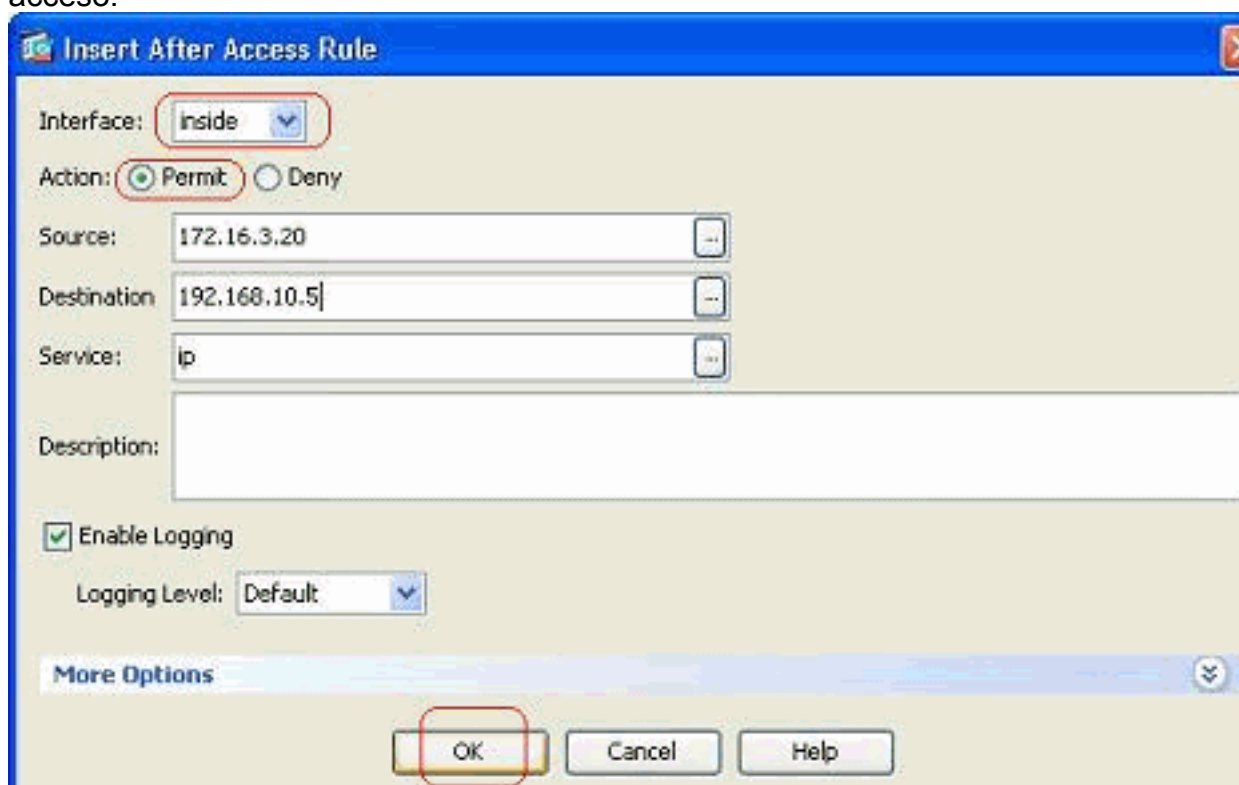 acceso.
Insert After Access Rule
Interface: inside
Action: Permit Deny
Source: 172.16.3.20 ...
Destination 192.168.10.5 ...
Service: ip ...
Description:
Enable Logging
Logging Level: Default
More Options
OK Cancel Help